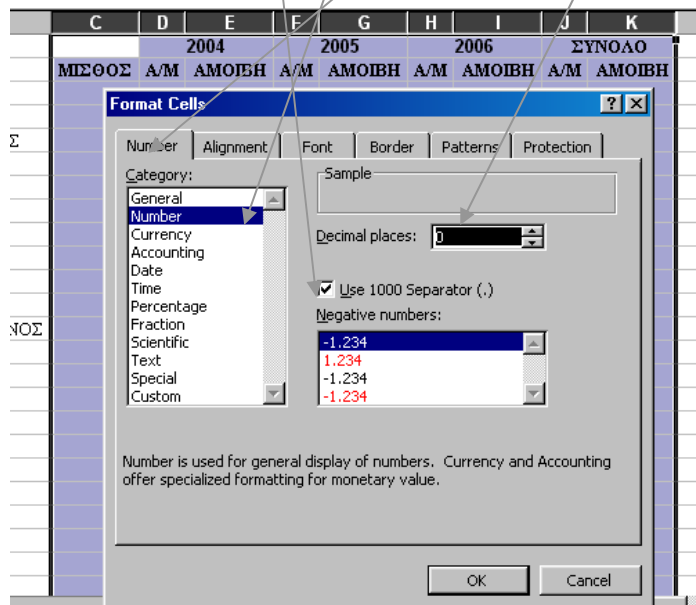 C D E F G H I J K
2004 2005 2006 ΣΥΝΟΛΟ
ΜΙΣΘΟΣ Α/Μ ΑΜΟΙΒΗ Α/Μ ΑΜΟΙΒΗ Α/Μ ΑΜΟΙΒΗ Α/Μ ΑΜΟΙΒΗ
Format Cells
Σ
Number Alignment Font Border Patterns Protection
Category:
General
Number
Currency
Accounting
Date
Time
Percentage
Fraction
Scientific
Text
Special
Custom
Sample
Decimal places: 0
Use 1000 Separator (.)
Negative numbers:
-1.234
1.234
-1.234
-1.234
ΝΟΣ
Number is used for general display of numbers. Currency and Accounting
offer specialized formatting for monetary value.
OK Cancel